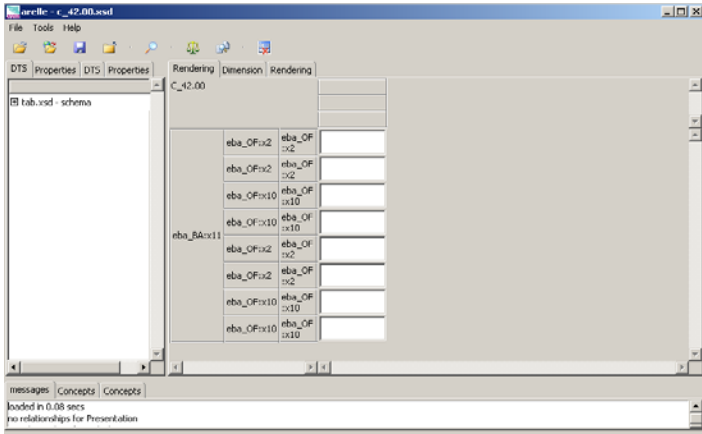 arelle - c_42.00.xsd
File Tools Help
DTS Properties DTS Properties
Rendering Dimension Rendering
tab.xsd - schema
C_42.00
eba_BA:x11
eba_OF:x2 eba_OF
:x2
eba_OF:x2 eba_OF
:x2
eba_OF:x10 eba_OF
:x10
eba_OF:x10 eba_OF
:x10
eba_OF:x2 eba_OF
:x2
eba_OF:x2 eba_OF
:x2
eba_OF:x10 eba_OF
:x10
eba_OF:x10 eba_OF
:x10
messages Concepts Concepts
loaded in 0.08 secs
no relationships for Presentation